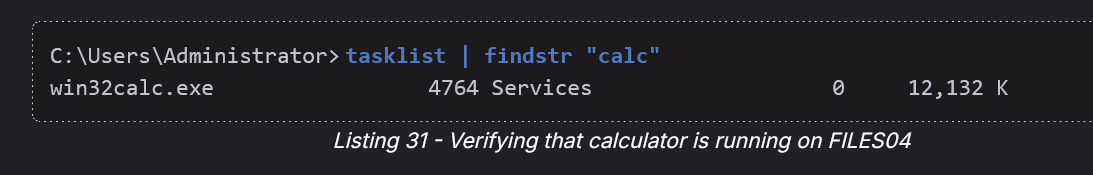 C:\Users\Administrator>tasklist | findstr "calc"
win32calc.exe                 4764 Services                   0     12,132 K
Listing 31 - Verifying that calculator is running on FILES04